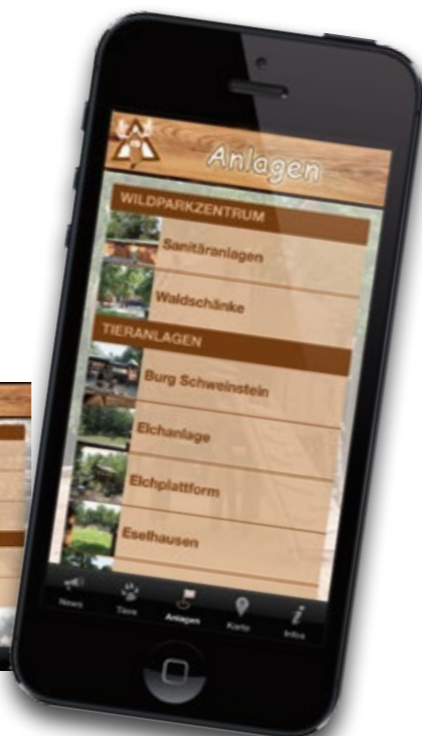 Anlagen
WILDPARKZENTRUM
Sanitäranlagen
Waldschänke
TIERANLAGEN
Burg Schweinstein
Elchanlage
Elchplattform
Eselhausen
News Tiere Anlagen Karte Infos